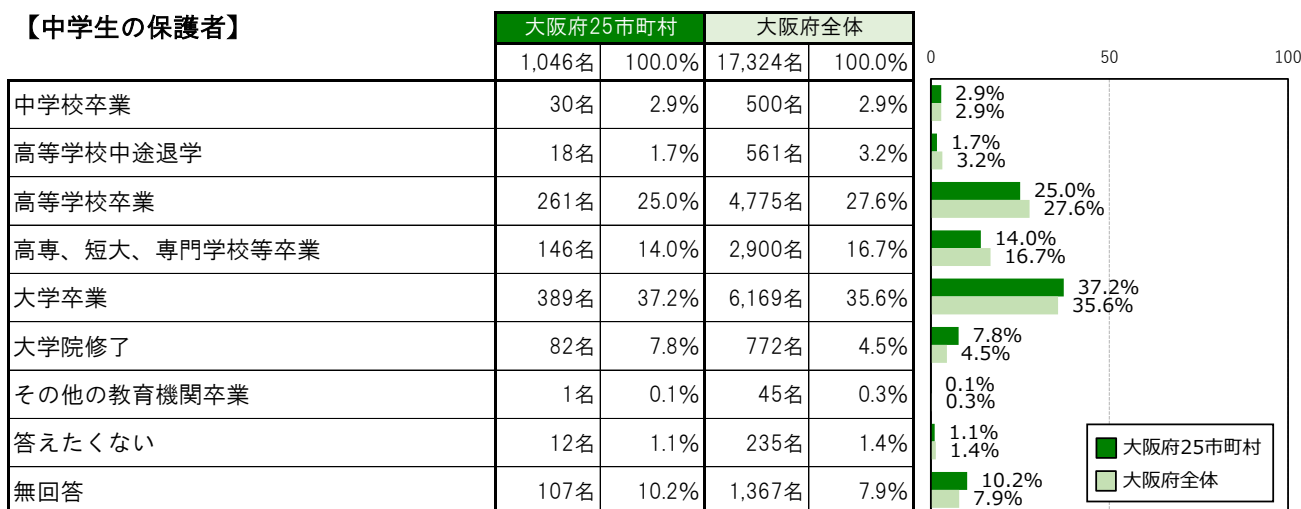 【中学生の保護者】
大阪府25市町村 大阪府全体
1,046名 100.0% 17,324名 100.0%
中学校卒業 30名 2.9% 500名 2.9%
高等学校中途退学 18名 1.7% 561名 3.2%
高等学校卒業 261名 25.0% 4,775名 27.6%
高専、短大、専門学校等卒業 146名 14.0% 2,900名 16.7%
大学卒業 389名 37.2% 6,169名 35.6%
大学院修了 82名 7.8% 772名 4.5%
その他の教育機関卒業 1名 0.1% 45名 0.3%
答えたくない 12名 1.1% 235名 1.4%
無回答 107名 10.2% 1,367名 7.9%
0 50 100
2.9%
2.9%
1.7%
3.2%
25.0%
27.6%
14.0%
16.7%
37.2%
35.6%
7.8%
4.5%
0.1%
0.3%
1.1%
1.4%
10.2%
7.9%
大阪府25市町村
大阪府全体